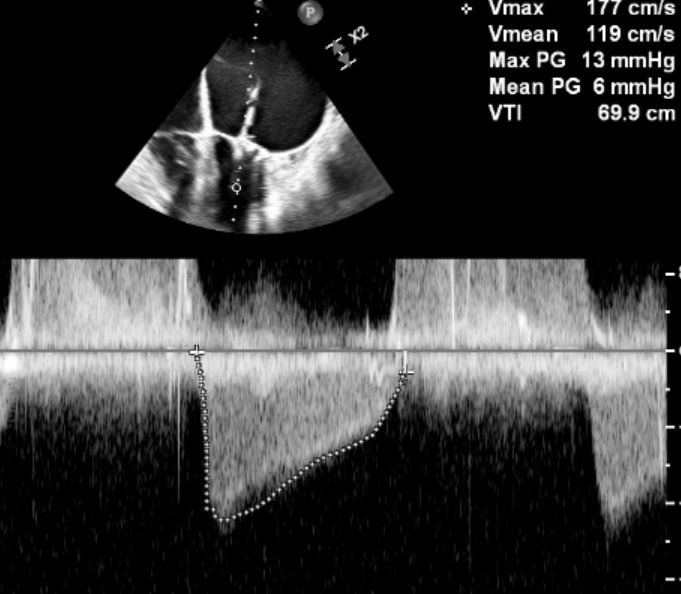 P
X2
Vmax 177 cm/s
Vmean 119 cm/s
Max PG 13 mmHg
Mean PG 6 mmHg
VTI 69.9 cm